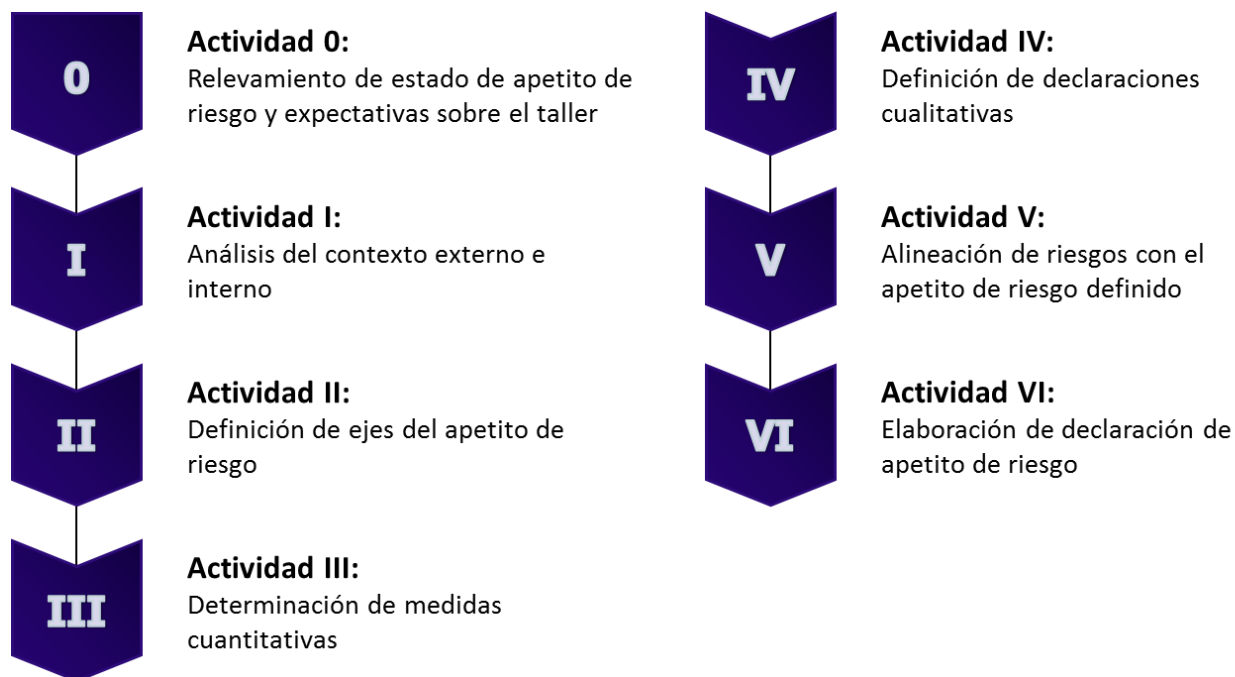 0
Actividad 0:
Relevamiento de estado de apetito de
riesgo y expectativas sobre el taller
I
Actividad I:
Análisis del contexto externo e
interno
II
Actividad II:
Definición de ejes del apetito de
riesgo
III
Actividad III:
Determinación de medidas
cuantitativas
IV
Actividad IV:
Definición de declaraciones
cualitativas
V
Actividad V:
Alineación de riesgos con el
apetito de riesgo definido
VI
Actividad VI:
Elaboración de declaración de
apetito de riesgo